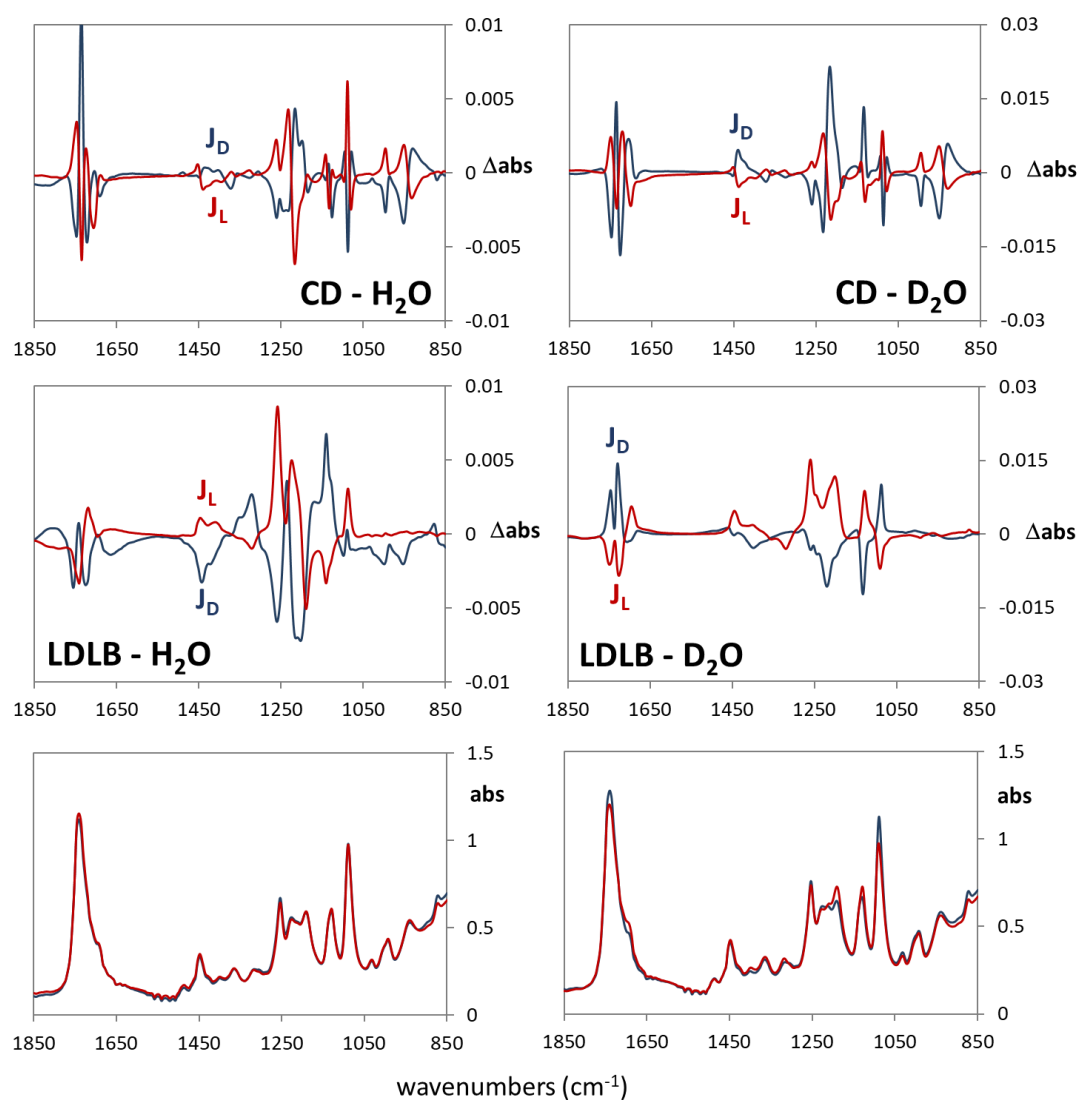 0.01
0.005
0
-0.005
-0.01
Δabs
J_D
J_L
CD - H₂O
1850 1650 1450 1250 1050 850
0.03
0.015
0
-0.015
-0.03
Δabs
J_D
J_L
CD - D₂O
1850 1650 1450 1250 1050 850
0.01
0.005
0
-0.005
-0.01
Δabs
J_L
J_D
LDLB - H₂O
1850 1650 1450 1250 1050 850
0.03
0.015
0
-0.015
-0.03
Δabs
J_D
J_L
LDLB - D₂O
1850 1650 1450 1250 1050 850
1.5
abs
1
0.5
0
1850 1650 1450 1250 1050 850
1.5
abs
1
0.5
0
1850 1650 1450 1250 1050 850
wavenumbers (cm⁻¹)